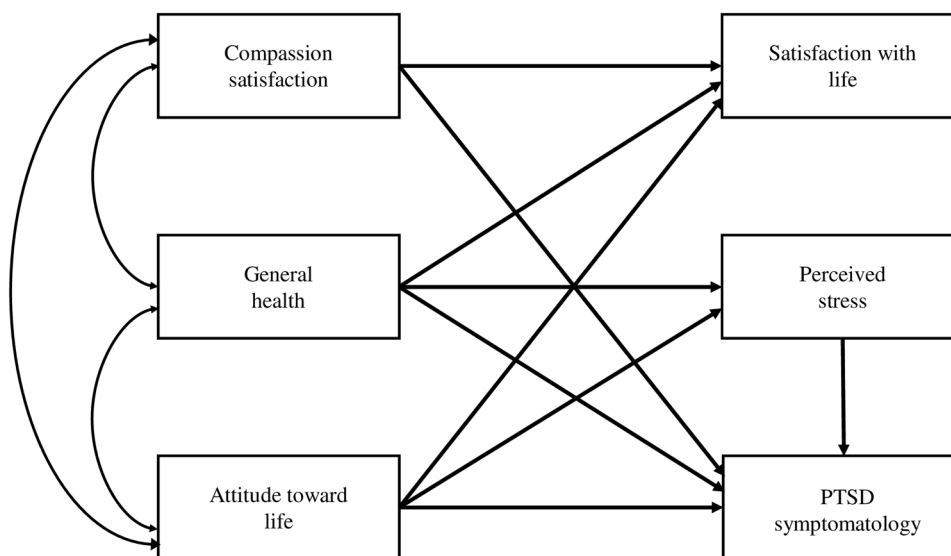 Compassion
satisfaction
Satisfaction with
life
General
health
Perceived
stress
Attitude toward
life
PTSD
symptomatology